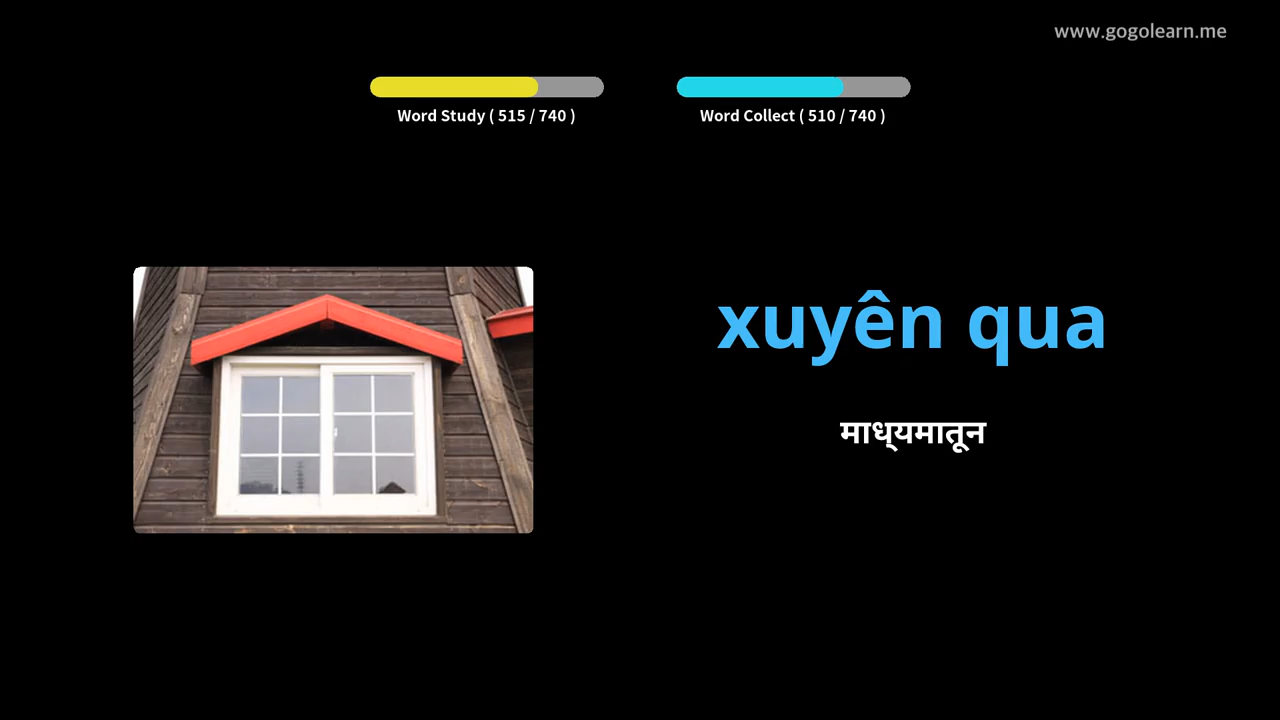 www.gogolearn.me
Word Study ( 515 / 740 )
Word Collect ( 510 / 740 )
xuyên qua
माध्यमातून